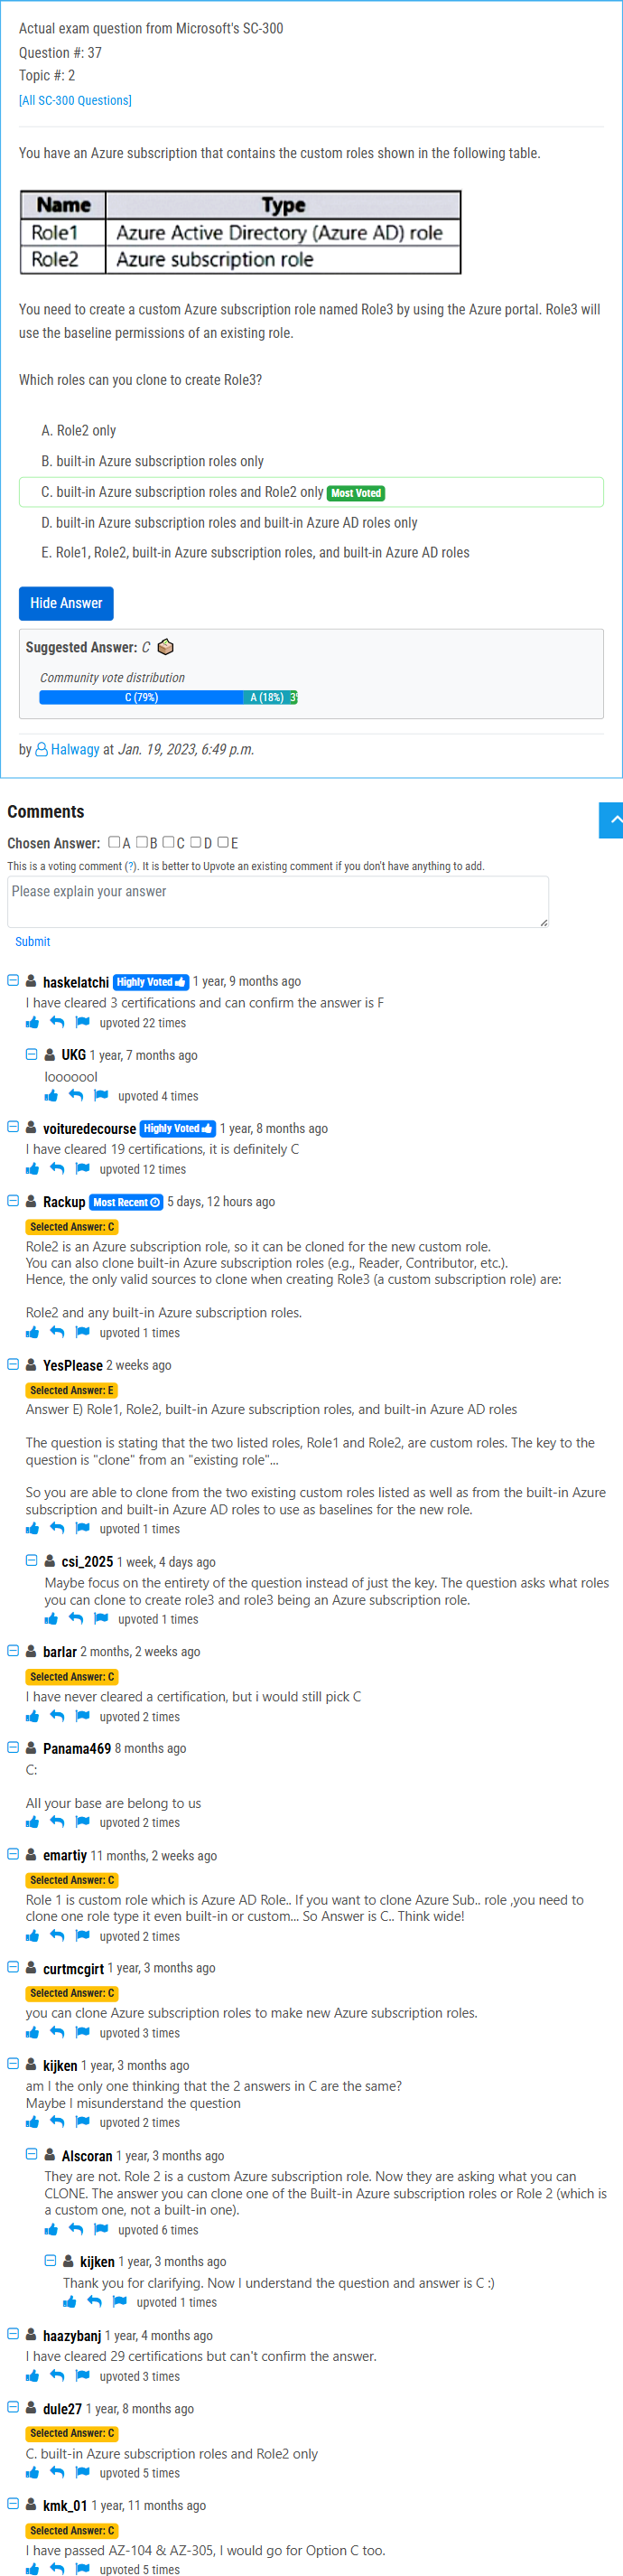 Actual exam question from Microsoft's SC-300
Question #: 37
Topic #: 2
[All SC-300 Questions]
You have an Azure subscription that contains the custom roles shown in the following table.
Name Type
Role1 Azure Active Directory (Azure AD) role
Role2 Azure subscription role
You need to create a custom Azure subscription role named Role3 by using the Azure portal. Role3 will
use the baseline permissions of an existing role.
Which roles can you clone to create Role3?
A. Role2 only
B. built-in Azure subscription roles only
C. built-in Azure subscription roles and Role2 only Most Voted
D. built-in Azure subscription roles and built-in Azure AD roles only
E. Role1, Role2, built-in Azure subscription roles, and built-in Azure AD roles
Hide Answer
Suggested Answer: C
Community vote distribution
C (79%) A (18%) 3%
by Halwagy at Jan. 19, 2023, 6:49 p.m.
Comments
Chosen Answer: A B C D E
This is a voting comment (?). It is better to Upvote an existing comment if you don't have anything to add.
Please explain your answer
Submit
haskelatchi Highly Voted 1 year, 9 months ago
I have cleared 3 certifications and can confirm the answer is F
upvoted 22 times
UKG 1 year, 7 months ago
looooool
upvoted 4 times
voituredecourse Highly Voted 1 year, 8 months ago
I have cleared 19 certifications, it is definitely C
upvoted 12 times
Rackup Most Recent 5 days, 12 hours ago
Selected Answer: C
Role2 is an Azure subscription role, so it can be cloned for the new custom role.
You can also clone built-in Azure subscription roles (e.g., Reader, Contributor, etc.).
Hence, the only valid sources to clone when creating Role3 (a custom subscription role) are:
Role2 and any built-in Azure subscription roles.
upvoted 1 times
YesPlease 2 weeks ago
Selected Answer: E
Answer E) Role1, Role2, built-in Azure subscription roles, and built-in Azure AD roles
The question is stating that the two listed roles, Role1 and Role2, are custom roles. The key to the
question is "clone" from an "existing role"...
So you are able to clone from the two existing custom roles listed as well as from the built-in Azure
subscription and built-in Azure AD roles to use as baselines for the new role.
upvoted 1 times
csi_2025 1 week, 4 days ago
Maybe focus on the entirety of the question instead of just the key. The question asks what roles
you can clone to create role3 and role3 being an Azure subscription role.
upvoted 1 times
barlar 2 months, 2 weeks ago
Selected Answer: C
I have never cleared a certification, but i would still pick C
upvoted 2 times
Panama469 8 months ago
C:
All your base are belong to us
upvoted 2 times
emartiy 11 months, 2 weeks ago
Selected Answer: C
Role 1 is custom role which is Azure AD Role.. If you want to clone Azure Sub.. role ,you need to
clone one role type it even built-in or custom... So Answer is C.. Think wide!
upvoted 2 times
curtmcgirt 1 year, 3 months ago
Selected Answer: C
you can clone Azure subscription roles to make new Azure subscription roles.
upvoted 3 times
kijken 1 year, 3 months ago
am I the only one thinking that the 2 answers in C are the same?
Maybe I misunderstand the question
upvoted 2 times
Alscoran 1 year, 3 months ago
They are not. Role 2 is a custom Azure subscription role. Now they are asking what you can
CLONE. The answer you can clone one of the Built-in Azure subscription roles or Role 2 (which is
a custom one, not a built-in one).
upvoted 6 times
kijken 1 year, 3 months ago
Thank you for clarifying. Now I understand the question and answer is C :)
upvoted 1 times
haazybanj 1 year, 4 months ago
I have cleared 29 certifications but can't confirm the answer.
upvoted 3 times
dule27 1 year, 8 months ago
Selected Answer: C
C. built-in Azure subscription roles and Role2 only
upvoted 5 times
kmk_01 1 year, 11 months ago
Selected Answer: C
I have passed AZ-104 & AZ-305, I would go for Option C too.
upvoted 5 times